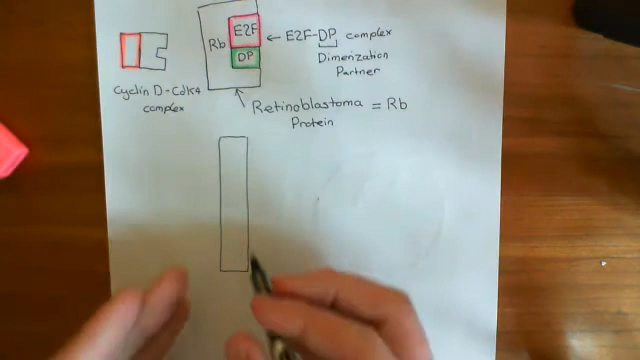 Cyclin D-Cdk4
complex
Rb
E2F
DP
← E2F-DP complex
Dimerization
Partner
Retinoblastoma = Rb
Protein